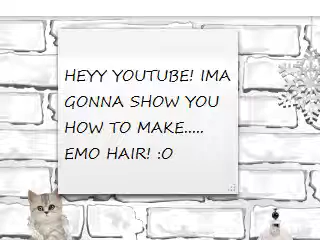 HEYY YOUTUBE! IMA
GONNA SHOW YOU
HOW TO MAKE.....
EMO HAIR! :O